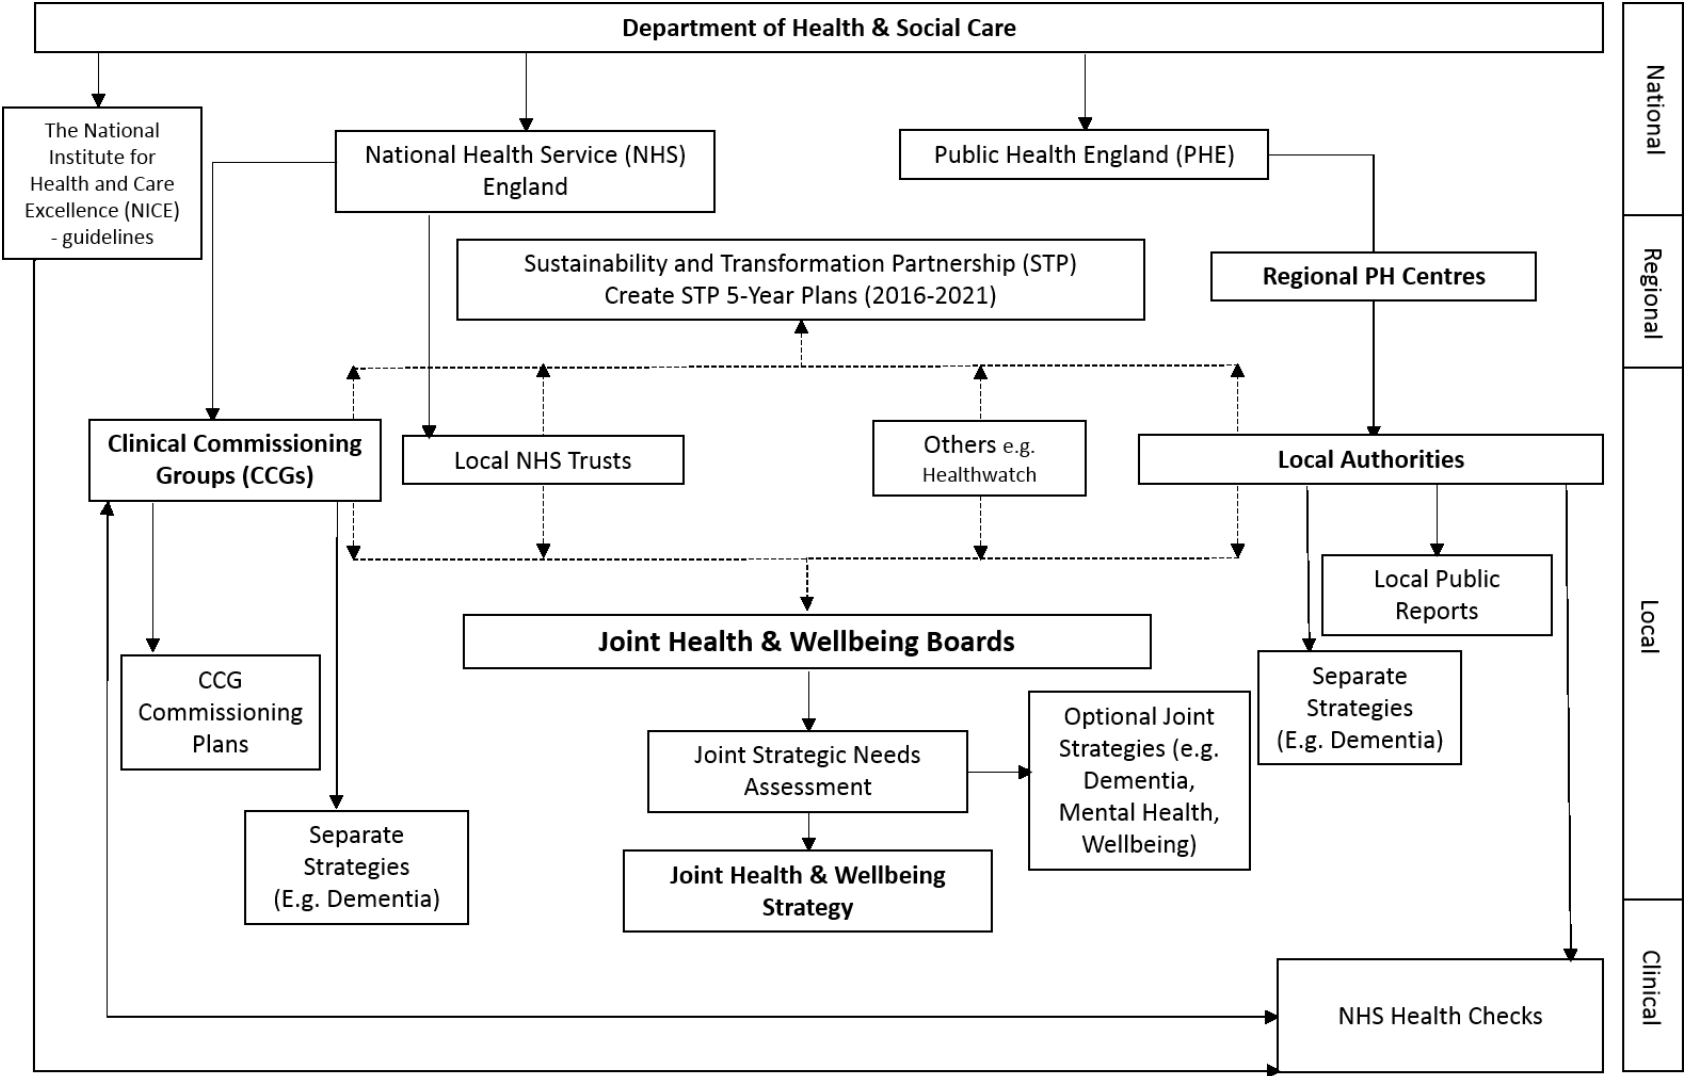 Department of Health & Social Care
National
The National
Institute for
Health and Care
Excellence (NICE)
- guidelines
National Health Service (NHS)
England
Public Health England (PHE)
Regional
Sustainability and Transformation Partnership (STP)
Create STP 5-Year Plans (2016-2021)
Regional PH Centres
Local
Clinical Commissioning
Groups (CCGs)
Local NHS Trusts
Others e.g.
Healthwatch
Local Authorities
Local Public
Reports
Joint Health & Wellbeing Boards
CCG
Commissioning
Plans
Separate
Strategies
(E.g. Dementia)
Joint Strategic Needs
Assessment
Optional Joint
Strategies (e.g.
Dementia,
Mental Health,
Wellbeing)
Separate
Strategies
(E.g. Dementia)
Joint Health & Wellbeing
Strategy
Clinical
NHS Health Checks